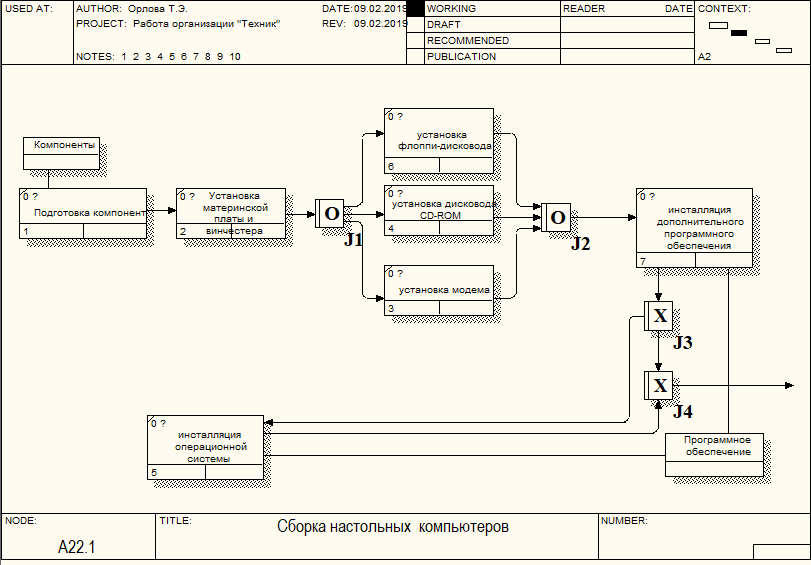 USED AT:
AUTHOR: Орлова Т.Э.
DATE: 09.02.2019
PROJECT: Работа организации "Техник"
REV: 09.02.2019
NOTES: 1 2 3 4 5 6 7 8 9 10
WORKING
DRAFT
RECOMMENDED
PUBLICATION
READER
DATE
CONTEXT:
A2
Компоненты
0 ?
Подготовка компонент
1
0 ?
Установка
материнской
платы и
винчестера
2
O
J1
0 ?
установка
флоппи-дисковода
6
0 ?
установка дисковода
CD-ROM
4
0 ?
установка модема
3
O
J2
0 ?
инсталляция
дополнительного
программного
обеспечения
7
X
J3
X
J4
0 ?
инсталляция
операционной
системы
5
Программное
обеспечение
NODE:
A22.1
TITLE:
Сборка настольных компьютеров
NUMBER: